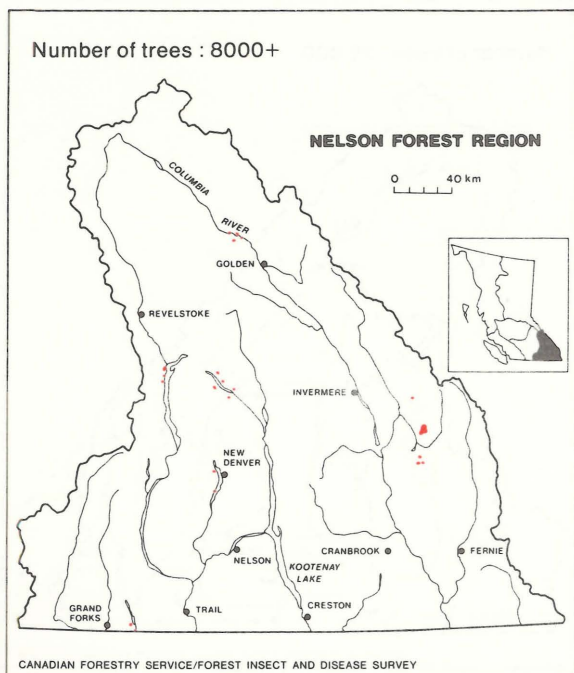 Number of trees : 8000+
NELSON FOREST REGION
0 40 km
COLUMBIA
RIVER
GOLDEN
REVELSTOKE
INVERMERE
NEW
DENVER
NELSON
KOOTENAY
LAKE
CRANBROOK
FERNIE
GRAND
FORKS
TRAIL
CRESTON
CANADIAN FORESTRY SERVICE/FOREST INSECT AND DISEASE SURVEY